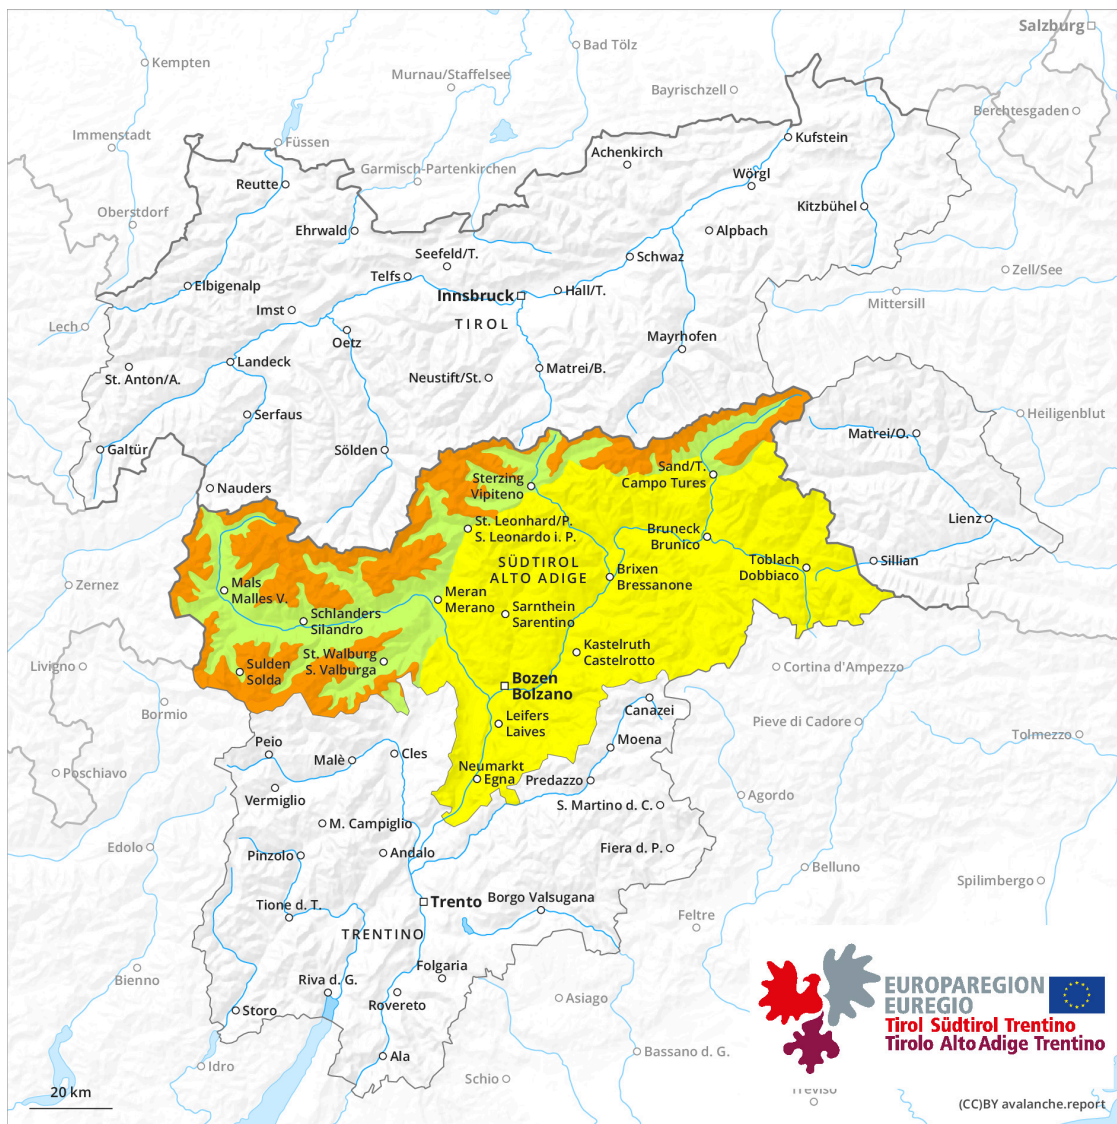 Salzburg
Bad Tölz
Kempten
Murnau/Staffelsee
Bayrischzell
Berchtesgaden
Immenstadt
Füssen
Kufstein
Achenkirch
Garmisch-Partenkirchen
Wörgl
Reutte
Oberstdorf
Kitzbühel
Ehrwald
Alpbach
Seefeld/T.
Schwaz
Zell/See
Telfs
Elbigenalp
Innsbruck
Hall/T.
Mittersill
Imst
TIROL
Lech
Oetz
Mayrhofen
Landeck
Matrei/B.
St. Anton/A.
Neustift/St.
Serfaus
Heiligenblut
Matrei/O.
Galtür
Sölden
Sand/T.
Campo Tures
Sterzing
Vipiteno
Nauders
St. Leonhard/P.
S. Leonardo i. P.
Lienz
Bruneck
Brunico
SÜDTIROL
ALTO ADIGE
Toblach
Dobbiaco
Sillian
Brixen
Bressanone
Zernez
Mals
Malles V.
Meran
Merano
Sarnthein
Sarentino
Schlanders
Silandro
Kastelruth
Castelrotto
St. Walburg
S. Valburga
Livigno
Sulden
Solda
Cortina d'Ampezzo
Bozen
Bolzano
Bormio
Canazei
Leifers
Laives
Pieve di Cadore
Tolmezzo
Peio
Moena
Malè
Cles
Poschiavo
Neumarkt
Egna
Predazzo
Vermiglio
Agordo
S. Martino d. C.
M. Campiglio
Edolo
Pinzolo
Andalo
Fiera d. P.
Belluno
Spilimbergo
Tione d. T.
Trento
Borgo Valsugana
Feltre
TRENTINO
Bienno
Folgaria
Riva d. G.
EUROPAREGION
EUREGIO
Tirol Südtirol Trentino
Tirolo Alto Adige Trentino
Storo
Rovereto
Asiago
Ala
Bassano d. G.
Idro
Schio
Treviso
20 km
(CC)BY avalanche.report